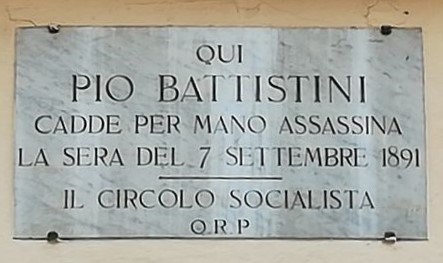 QUI
PIO BATTISTINI
CADDE PER MANO ASSASSINA
LA SERA DEL 7 SETTEMBRE 1891
IL CIRCOLO SOCIALISTA
Q.R.P